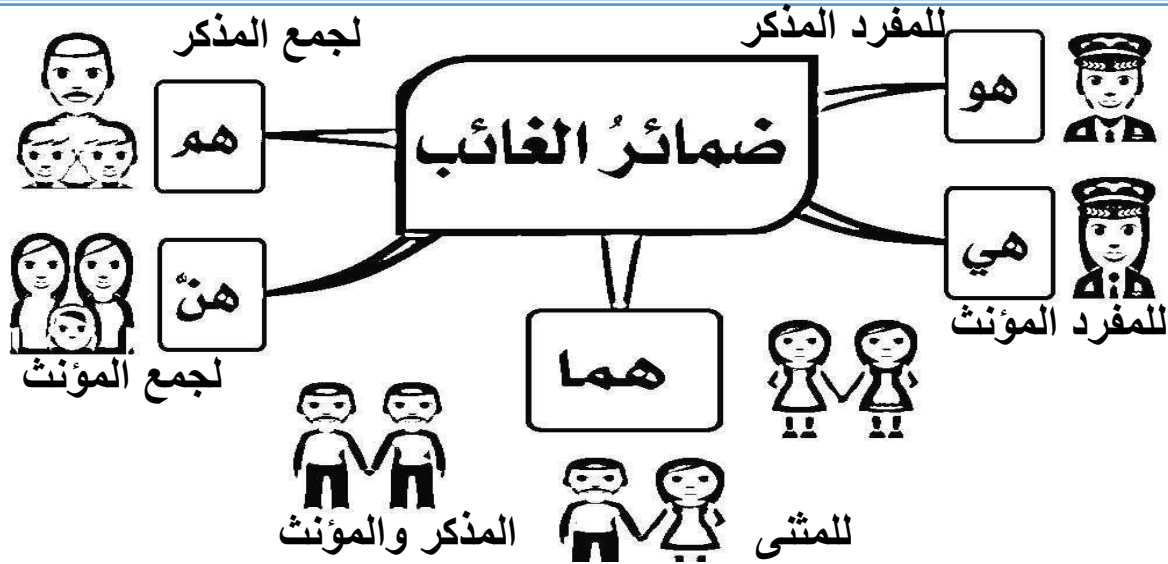 للمفرد المذكر
لجمع المذكر
هو
ضمائرُ الغائب
هم
هي
للمفرد المؤنث
هنّ
لجمع المؤنث
هما
للمثنى
المذكر والمؤنث